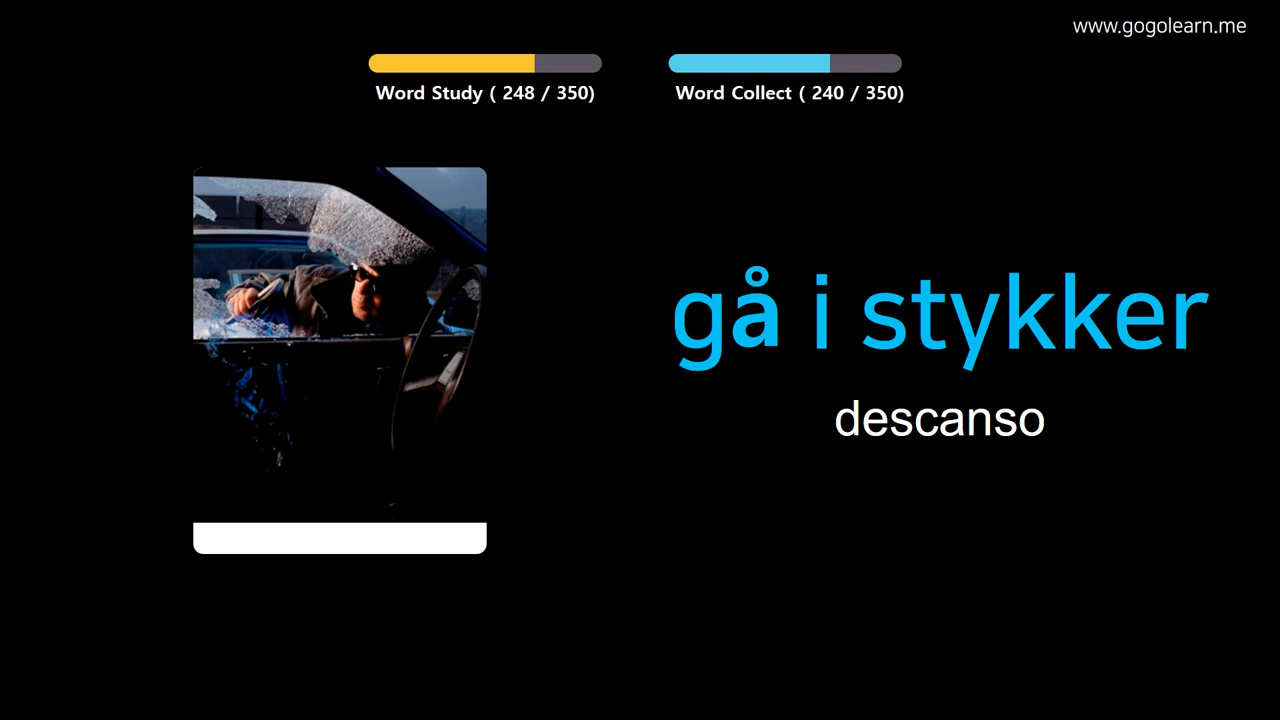 www.gogolearn.me
Word Study ( 248 / 350)
Word Collect ( 240 / 350)
gå i stykker
descanso